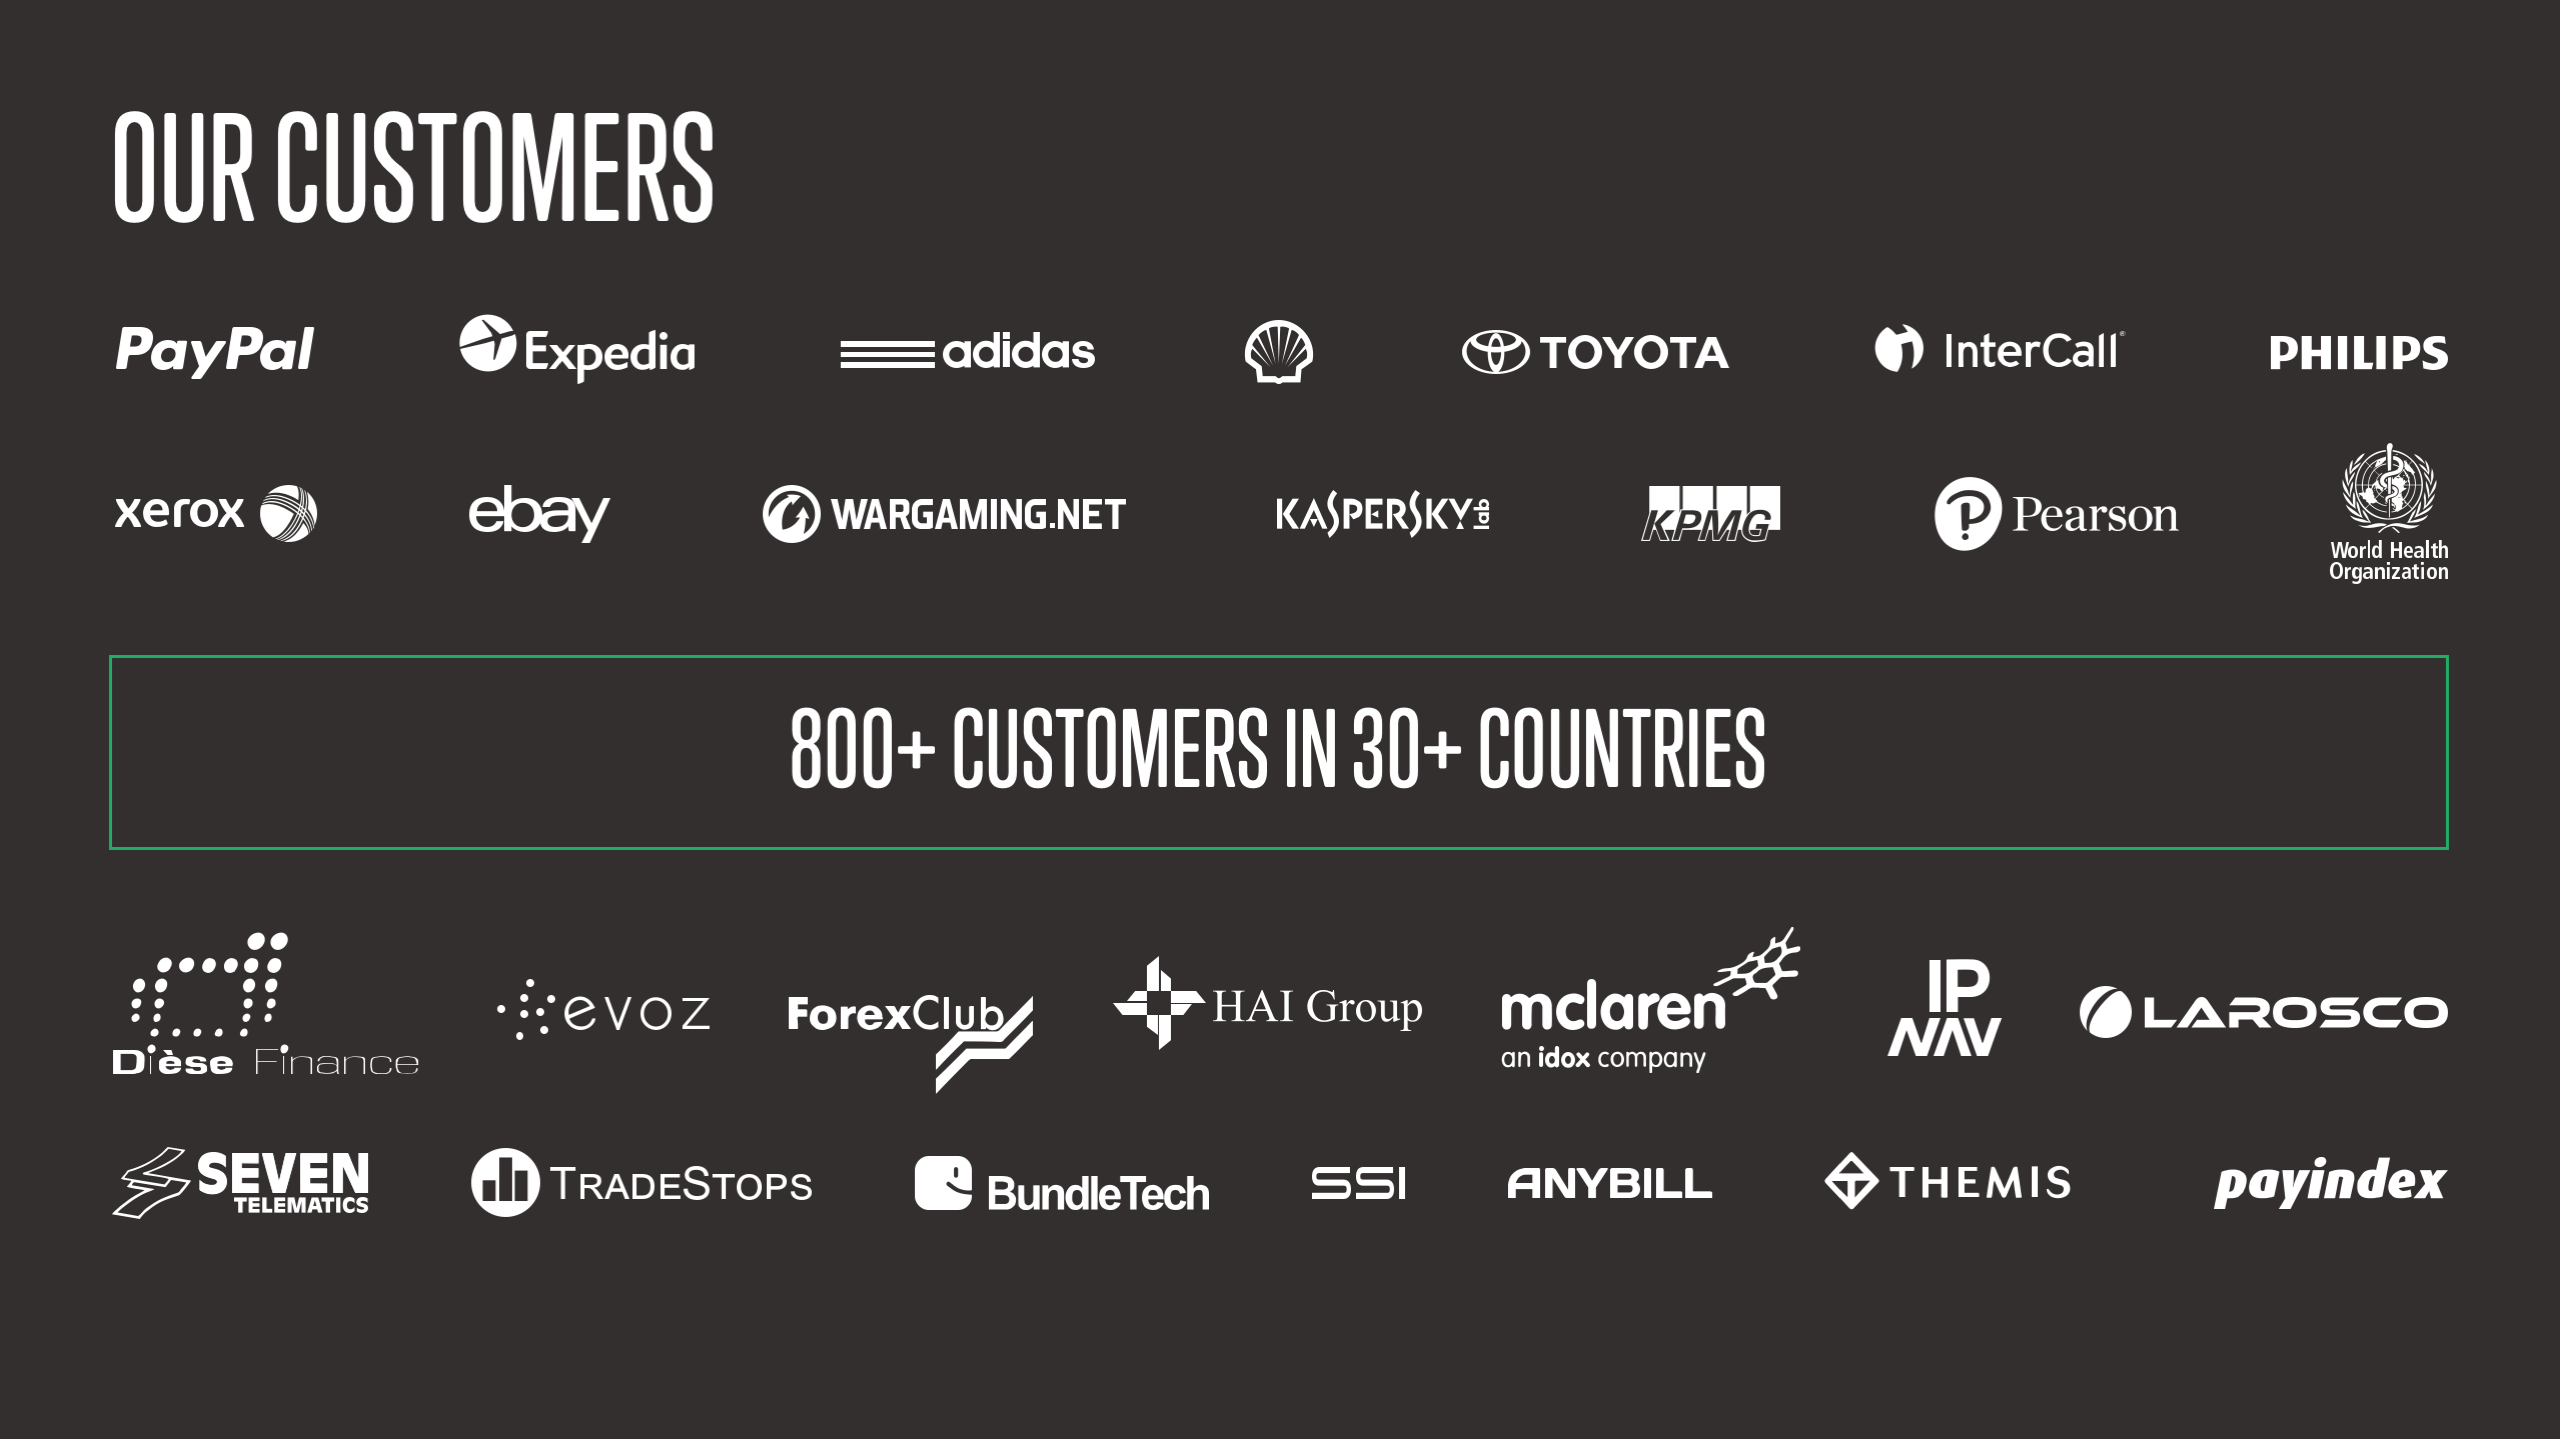 OUR CUSTOMERS
PayPal
Expedia
adidas
TOYOTA
InterCall®
PHILIPS
xerox
ebay
WARGAMING.NET
KASPERSKY lab
KPMG
Pearson
World Health
Organization
800+ CUSTOMERS IN 30+ COUNTRIES
Dièse Finance
evoz
ForexClub
HAI Group
mclaren
an idox company
IP
NAV
LAROSCO
SEVEN
TELEMATICS
TRADESTOPS
BundleTech
SSI
ANYBILL
THEMIS
payindex